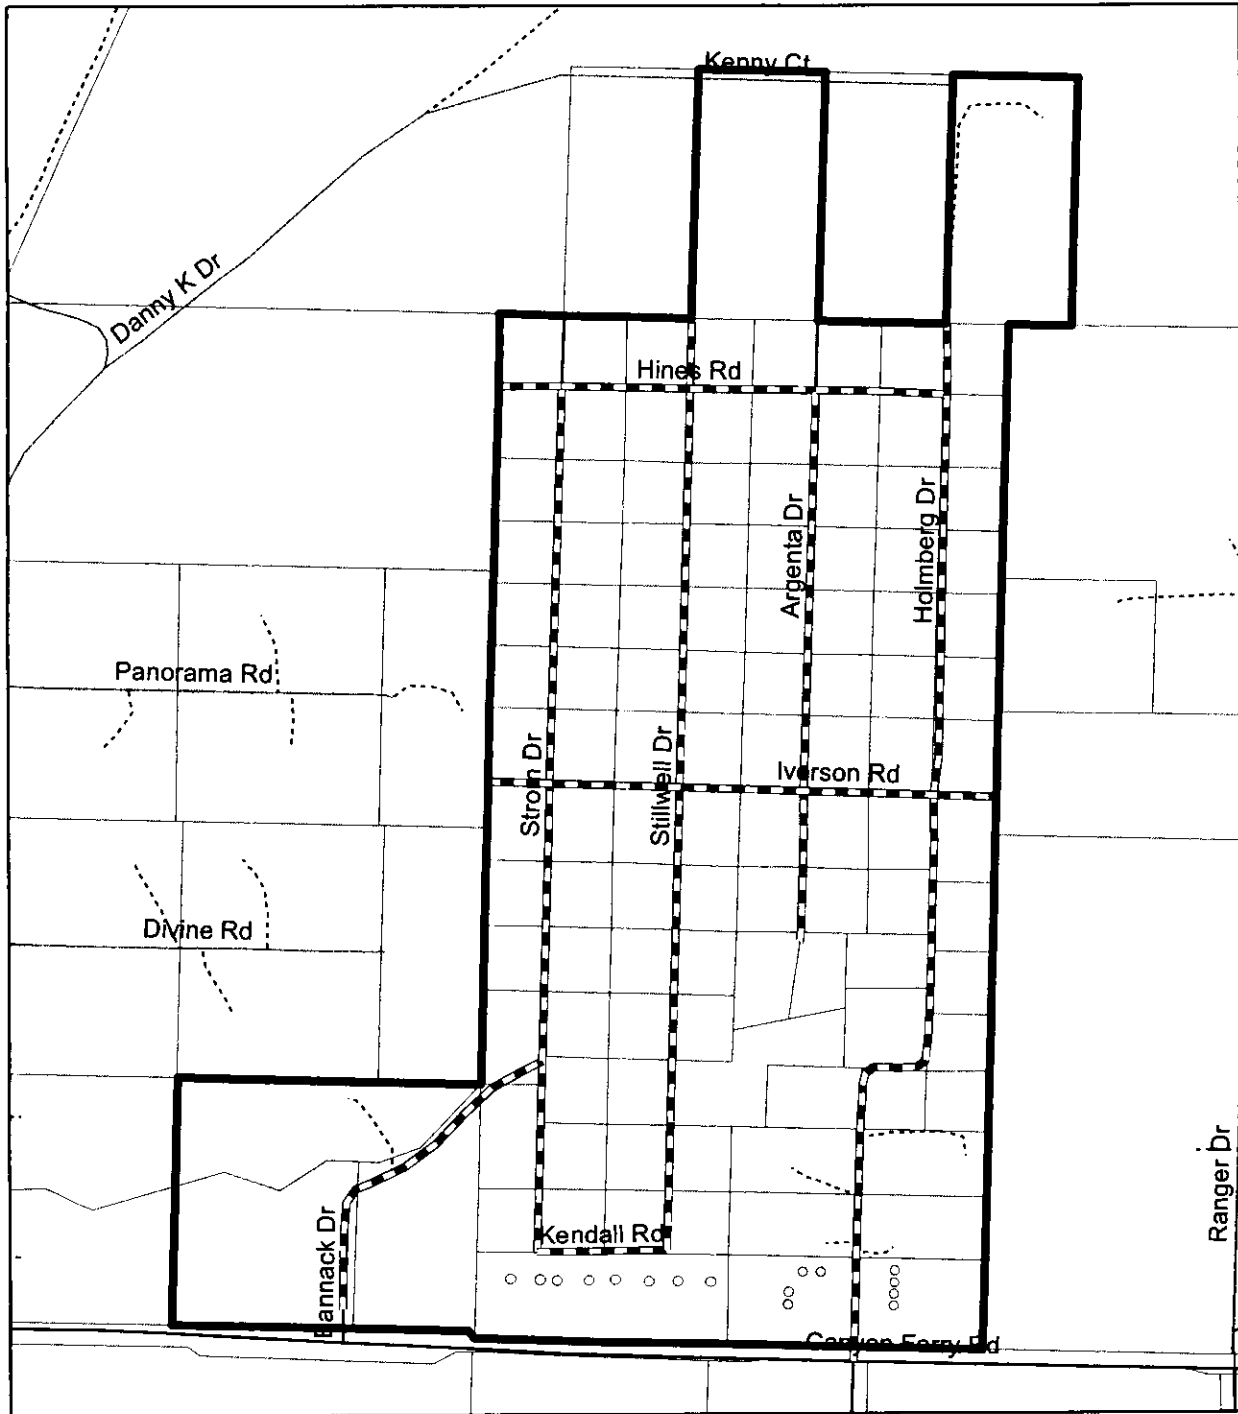 Kenny Ct
Danny K Dr
Hines Rd
Argenta Dr
Holmberg Dr
Panorama Rd
Strom Dr
Stillwell Dr
Iverson Rd
Divine Rd
Bannack Dr
Kendall Rd
Ranger Dr
Canyon Ferry Rd